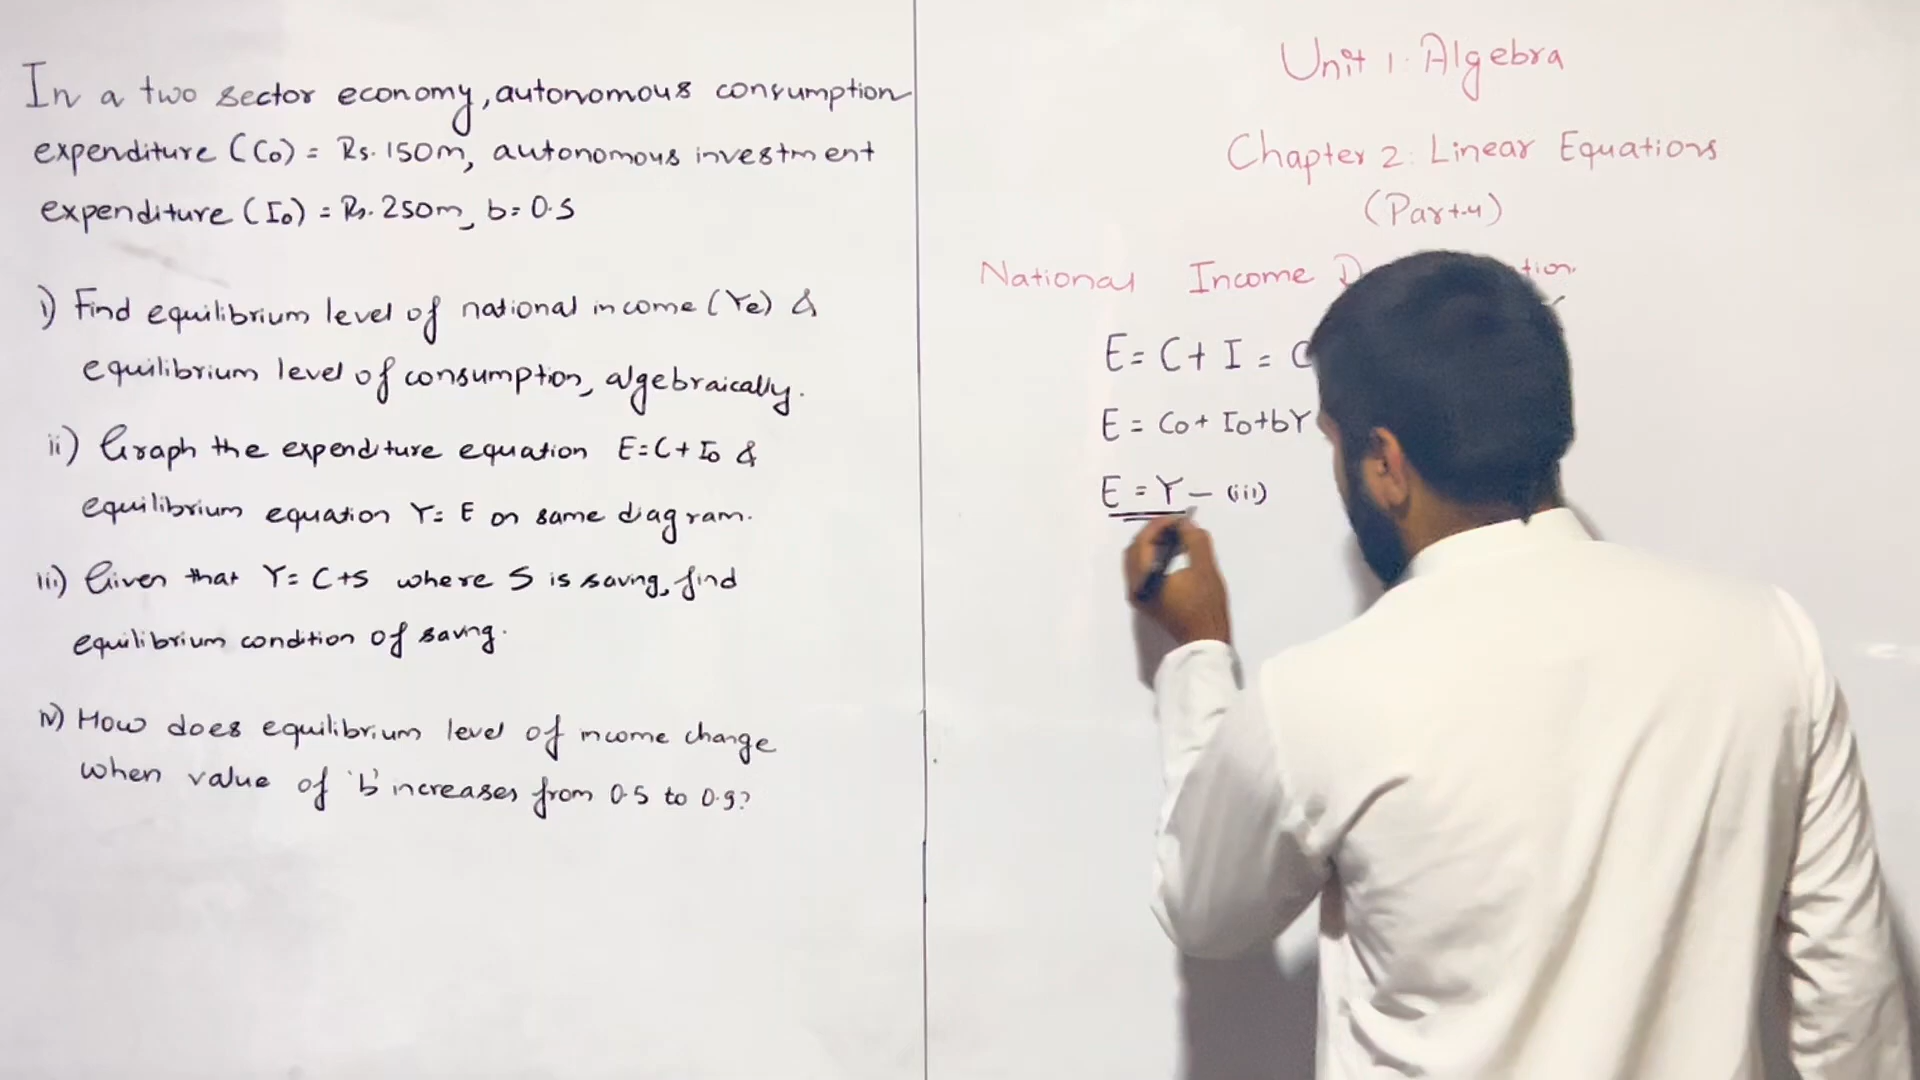 In a two sector economy, autonomous consumption
expenditure (Co) = Rs. 150m, autonomous investment
expenditure (Io) = Rs. 250m, b = 0.5
i) Find equilibrium level of national income (Ye) &
equilibrium level of consumption, algebraically.
ii) Graph the expenditure equation E=C+Io &
equilibrium equation Y=E on same diagram.
iii) Given that Y=C+S where S is saving, find
equilibrium condition of saving.
iv) How does equilibrium level of income change
when value of 'b' increases from 0.5 to 0.9?
Unit 1: Algebra
Chapter 2: Linear Equations
(Part-4)
National Income
E = C + I = C
E = Co + Io + bY
E = Y – (iii)